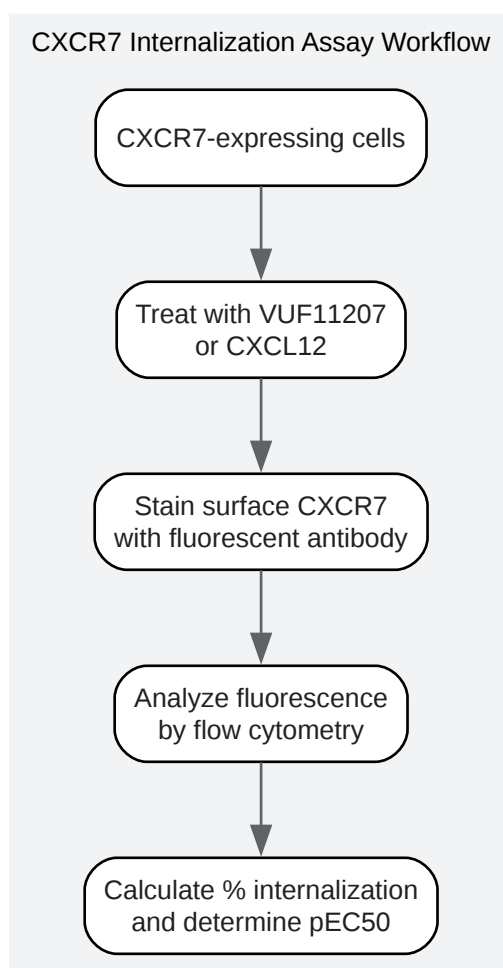 CXCR7 Internalization Assay Workflow
CXCR7-expressing cells
Treat with VUF11207
or CXCL12
Stain surface CXCR7
with fluorescent antibody
Analyze fluorescence
by flow cytometry
Calculate % internalization
and determine pEC50